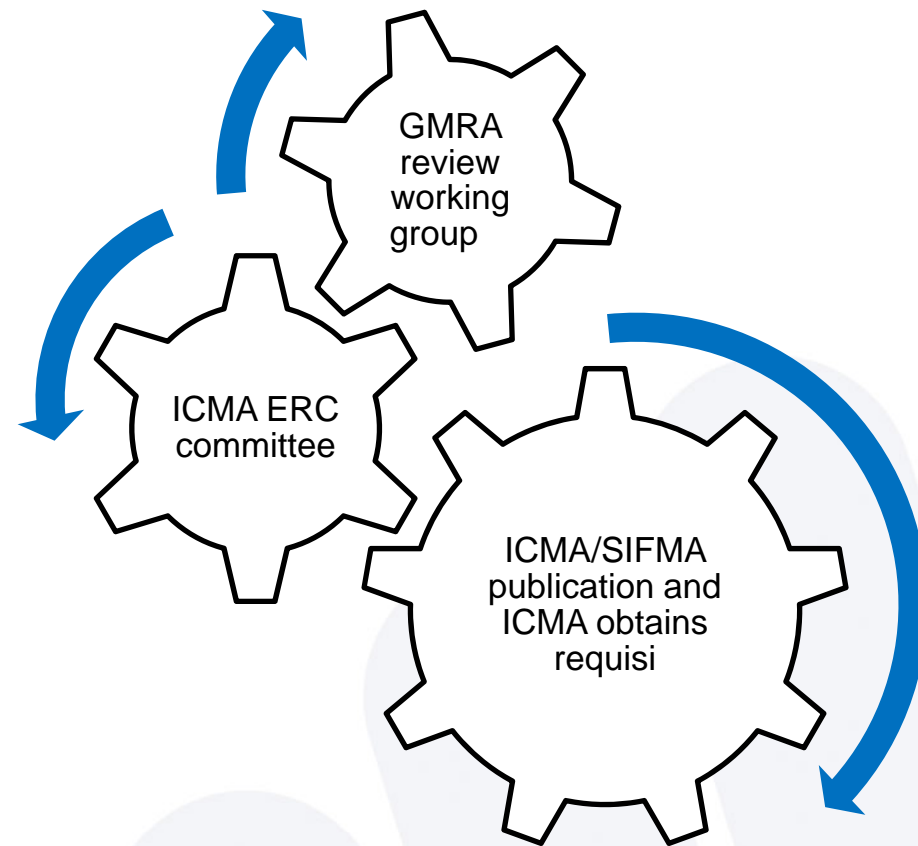 GMRA
review
working
group
ICMA ERC
committee
ICMA/SIFMA
publication and
ICMA obtains
requisi